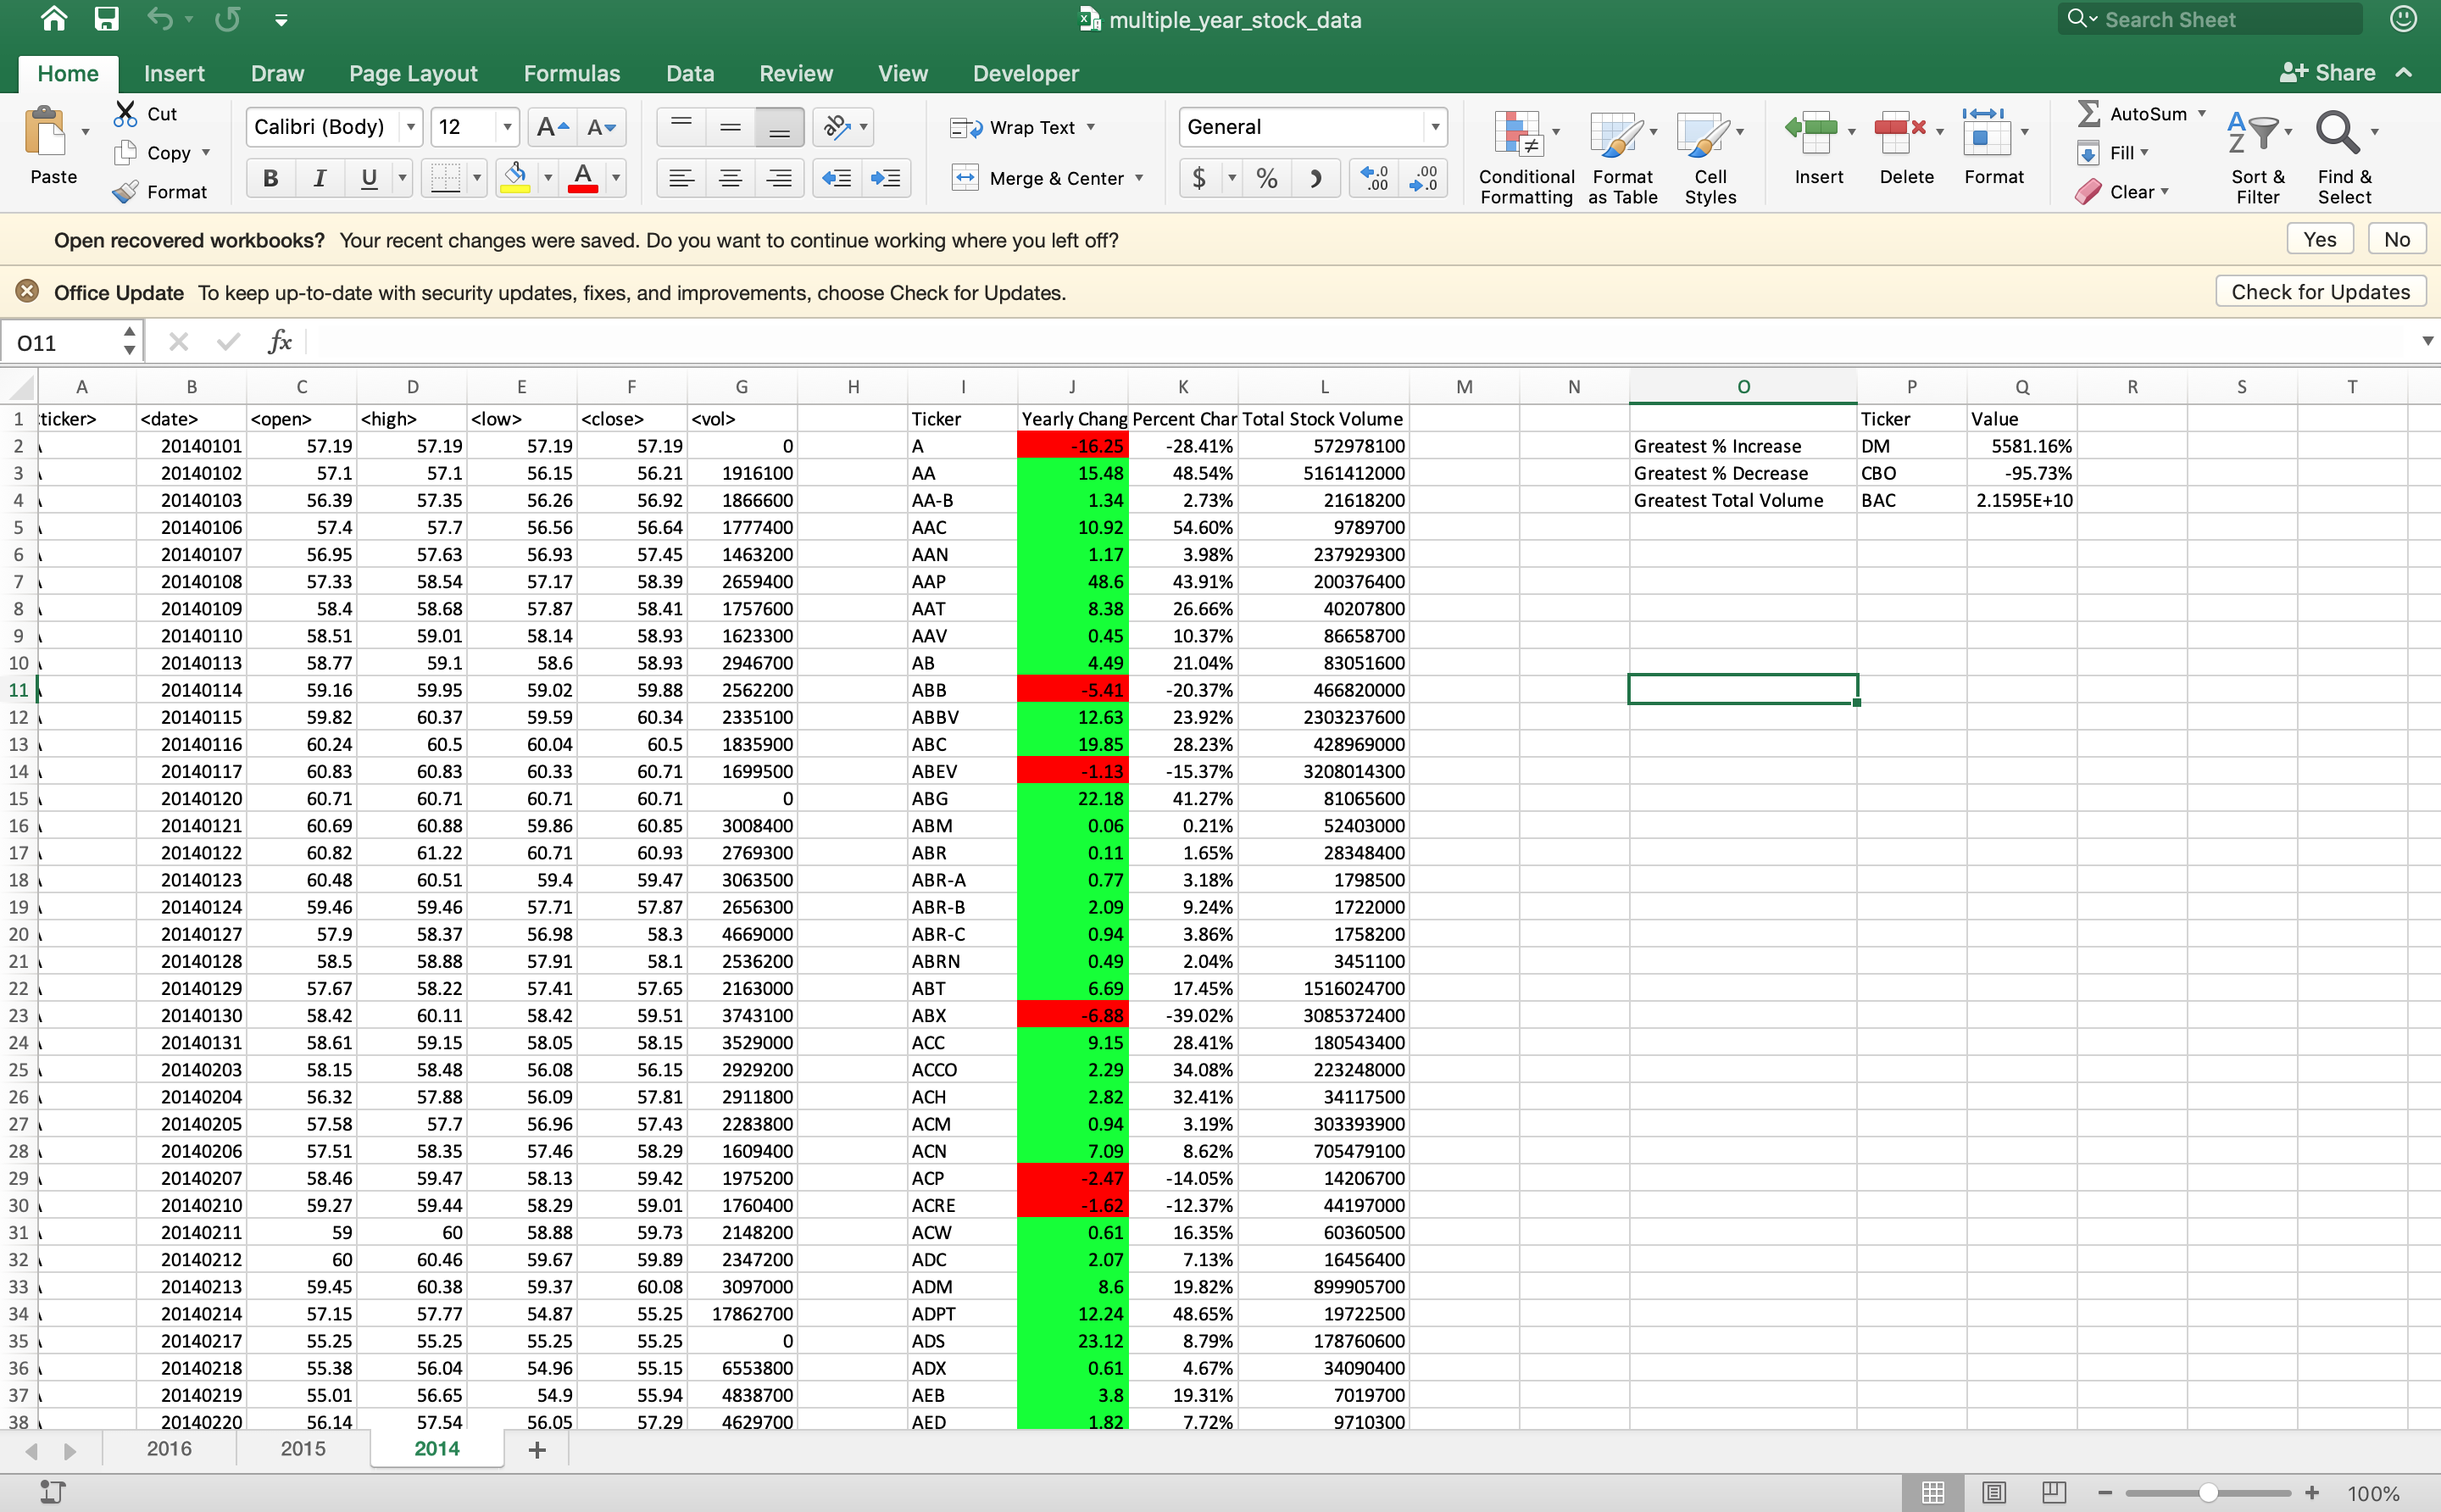 multiple_year_stock_data
Search Sheet
Home Insert Draw Page Layout Formulas Data Review View Developer
Share
Paste
Cut
Copy
Format
Calibri (Body) 12
B I U
Wrap Text
Merge & Center
General
$ %
Conditional Formatting
Format as Table
Cell Styles
Insert
Delete
Format
AutoSum
Fill
Clear
Sort & Filter
Find & Select
Open recovered workbooks? Your recent changes were saved. Do you want to continue working where you left off? Yes No
Office Update To keep up-to-date with security updates, fixes, and improvements, choose Check for Updates. Check for Updates
O11 fx
A B C D E F G H I J K L M N O P Q R S T
1 ticker> <date> <open> <high> <low> <close> <vol> Ticker Yearly Chang Percent Char Total Stock Volume Ticker Value
2 20140101 57.19 57.19 57.19 57.19 0 A -16.25 -28.41% 572978100 Greatest % Increase DM 5581.16%
3 20140102 57.1 57.1 56.15 56.21 1916100 AA 15.48 48.54% 5161412000 Greatest % Decrease CBO -95.73%
4 20140103 56.39 57.35 56.26 56.92 1866600 AA-B 1.34 2.73% 21618200 Greatest Total Volume BAC 2.1595E+10
5 20140106 57.4 57.7 56.56 56.64 1777400 AAC 10.92 54.60% 9789700
6 20140107 56.95 57.63 56.93 57.45 1463200 AAN 1.17 3.98% 237929300
7 20140108 57.33 58.54 57.17 58.39 2659400 AAP 48.6 43.91% 200376400
8 20140109 58.4 58.68 57.87 58.41 1757600 AAT 8.38 26.66% 40207800
9 20140110 58.51 59.01 58.14 58.93 1623300 AAV 0.45 10.37% 86658700
10 20140113 58.77 59.1 58.6 58.93 2946700 AB 4.49 21.04% 83051600
11 20140114 59.16 59.95 59.02 59.88 2562200 ABB -5.41 -20.37% 466820000
12 20140115 59.82 60.37 59.59 60.34 2335100 ABBV 12.63 23.92% 2303237600
13 20140116 60.24 60.5 60.04 60.5 1835900 ABC 19.85 28.23% 428969000
14 20140117 60.83 60.83 60.33 60.71 1699500 ABEV -1.13 -15.37% 3208014300
15 20140120 60.71 60.71 60.71 60.71 0 ABG 22.18 41.27% 81065600
16 20140121 60.69 60.88 59.86 60.85 3008400 ABM 0.06 0.21% 52403000
17 20140122 60.82 61.22 60.71 60.93 2769300 ABR 0.11 1.65% 28348400
18 20140123 60.48 60.51 59.4 59.47 3063500 ABR-A 0.77 3.18% 1798500
19 20140124 59.46 59.46 57.71 57.87 2656300 ABR-B 2.09 9.24% 1722000
20 20140127 57.9 58.37 56.98 58.3 4669000 ABR-C 0.94 3.86% 1758200
21 20140128 58.5 58.88 57.91 58.1 2536200 ABRN 0.49 2.04% 3451100
22 20140129 57.67 58.22 57.41 57.65 2163000 ABT 6.69 17.45% 1516024700
23 20140130 58.42 60.11 58.42 59.51 3743100 ABX -6.88 -39.02% 3085372400
24 20140131 58.61 59.15 58.05 58.15 3529000 ACC 9.15 28.41% 180543400
25 20140203 58.15 58.48 56.08 56.15 2929200 ACCO 2.29 34.08% 223248000
26 20140204 56.32 57.88 56.09 57.81 2911800 ACH 2.82 32.41% 34117500
27 20140205 57.58 57.7 56.96 57.43 2283800 ACM 0.94 3.19% 303393900
28 20140206 57.51 58.35 57.46 58.29 1609400 ACN 7.09 8.62% 705479100
29 20140207 58.46 59.47 58.13 59.42 1975200 ACP -2.47 -14.05% 14206700
30 20140210 59.27 59.44 58.29 59.01 1760400 ACRE -1.62 -12.37% 44197000
31 20140211 59 60 58.88 59.73 2148200 ACW 0.61 16.35% 60360500
32 20140212 60 60.46 59.67 59.89 2347200 ADC 2.07 7.13% 16456400
33 20140213 59.45 60.38 59.37 60.08 3097000 ADM 8.6 19.82% 899905700
34 20140214 57.15 57.77 54.87 55.25 17862700 ADPT 12.24 48.65% 19722500
35 20140217 55.25 55.25 55.25 55.25 0 ADS 23.12 8.79% 178760600
36 20140218 55.38 56.04 54.96 55.15 6553800 ADX 0.61 4.67% 34090400
37 20140219 55.01 56.65 54.9 55.94 4838700 AEB 3.8 19.31% 7019700
38 20140220 56.14 57.54 56.05 57.29 4629700 AED 1.82 7.72% 9710300
2016 2015 2014 +
100%